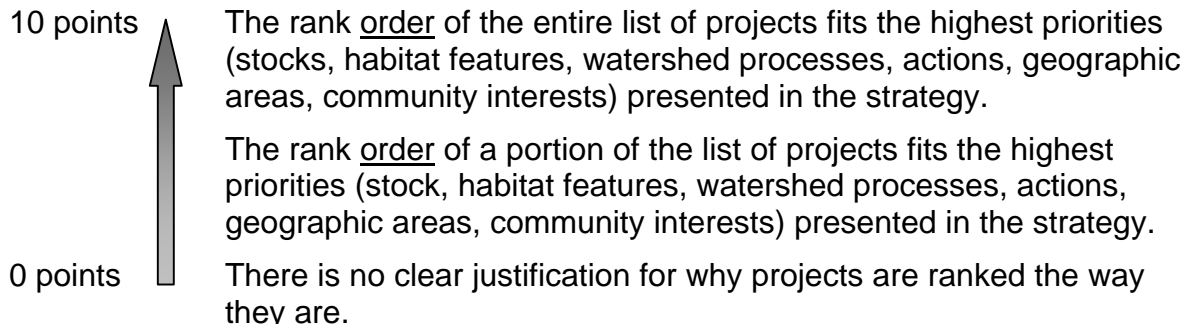 10 points The rank order of the entire list of projects fits the highest priorities
(stocks, habitat features, watershed processes, actions, geographic
areas, community interests) presented in the strategy.
The rank order of a portion of the list of projects fits the highest
priorities (stock, habitat features, watershed processes, actions,
geographic areas, community interests) presented in the strategy.
0 points There is no clear justification for why projects are ranked the way
they are.